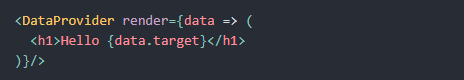 <DataProvider render={data => (
  <h1>Hello {data.target}</h1>
)}/>